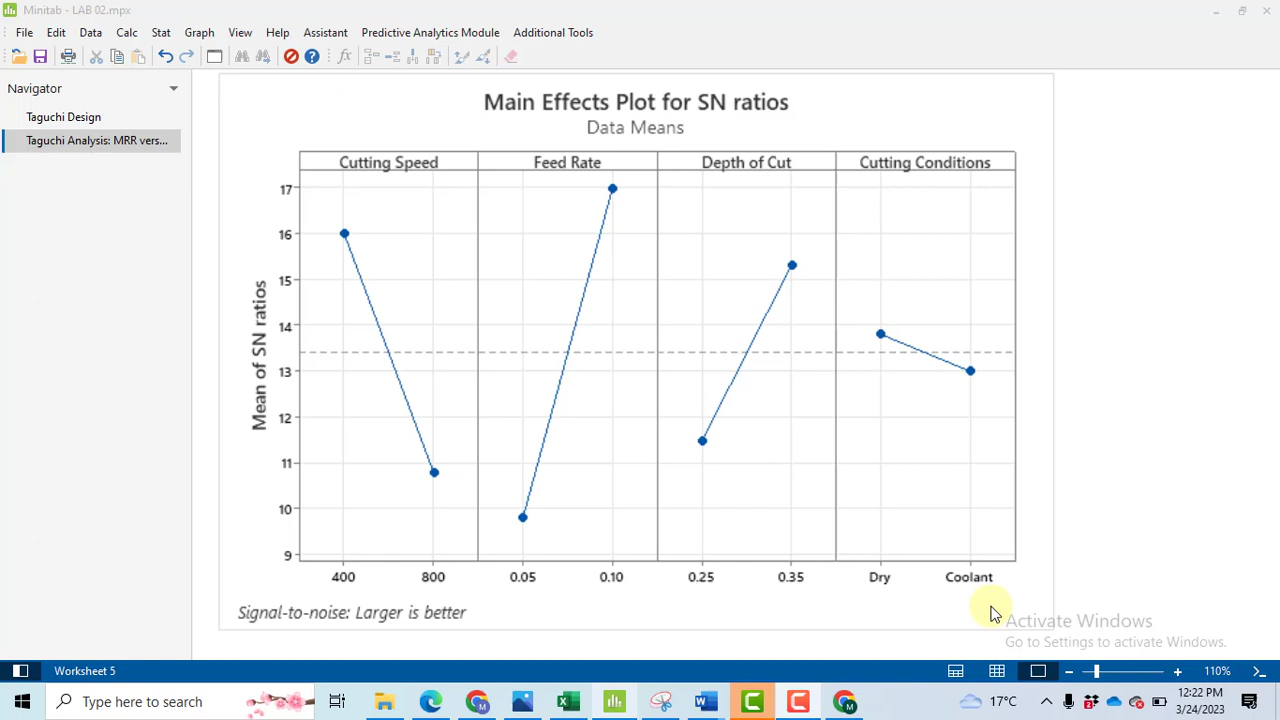 Minitab - LAB 02.mpx
File Edit Data Calc Stat Graph View Help Assistant Predictive Analytics Module Additional Tools
Navigator
Taguchi Design
Taguchi Analysis: MRR vers...
Main Effects Plot for SN ratios
Data Means
Cutting Speed Feed Rate Depth of Cut Cutting Conditions
Mean of SN ratios
17
16
15
14
13
12
11
10
9
400 800 0.05 0.10 0.25 0.35 Dry Coolant
Signal-to-noise: Larger is better
Activate Windows
Go to Settings to activate Windows.
Worksheet 5
110%
Type here to search
17°C
12:22 PM
3/24/2023